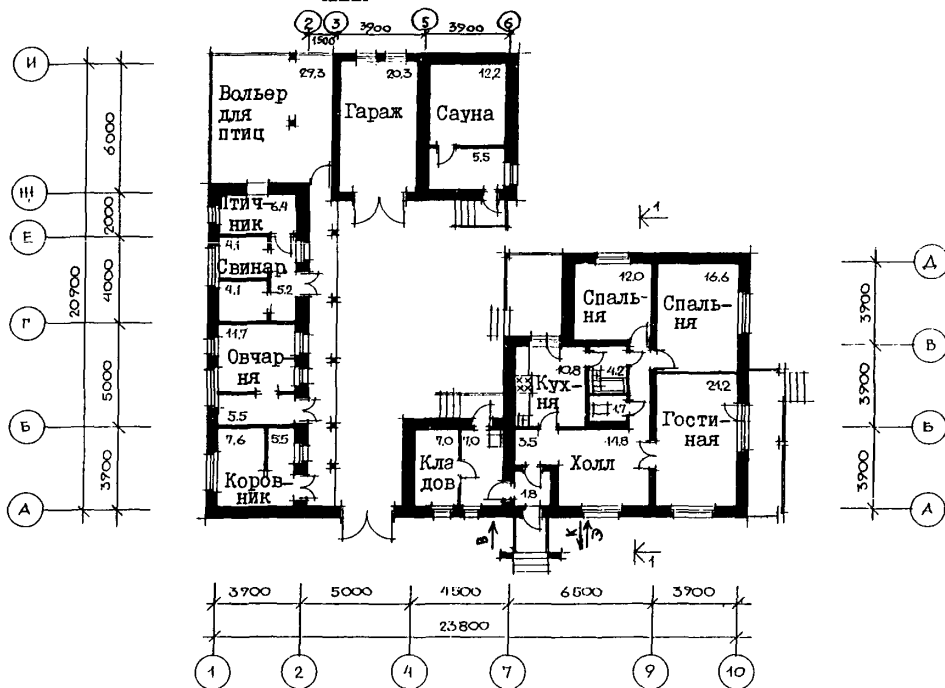 2 3 5 6
1500 3900 3900
И
29,3 20,3 12,2
Вольер
для
птиц
Гараж Сауна
6000
5.5
Ш
Птич-
6.4
ник
2000
Е
4.1
Свинар
4.1 5.2
4000
20900
Г
11,7
Овчар-
ня
5000
5.5
Б
7,6 5.5
Коров-
ник
3900
А
1
12.0 16.6
Спаль-
ня
Спаль-
ня
Д
3900
В
10,8 4.2
Кух-
ня
1.7
21,2
Гости-
ная
3900
Б
7,0 7,0
Кла
дов
3.5 14.8
Холл
1.8
А
В К Э
1
3900 5000 4500 6500 3900
23800
1 2 4 7 9 10